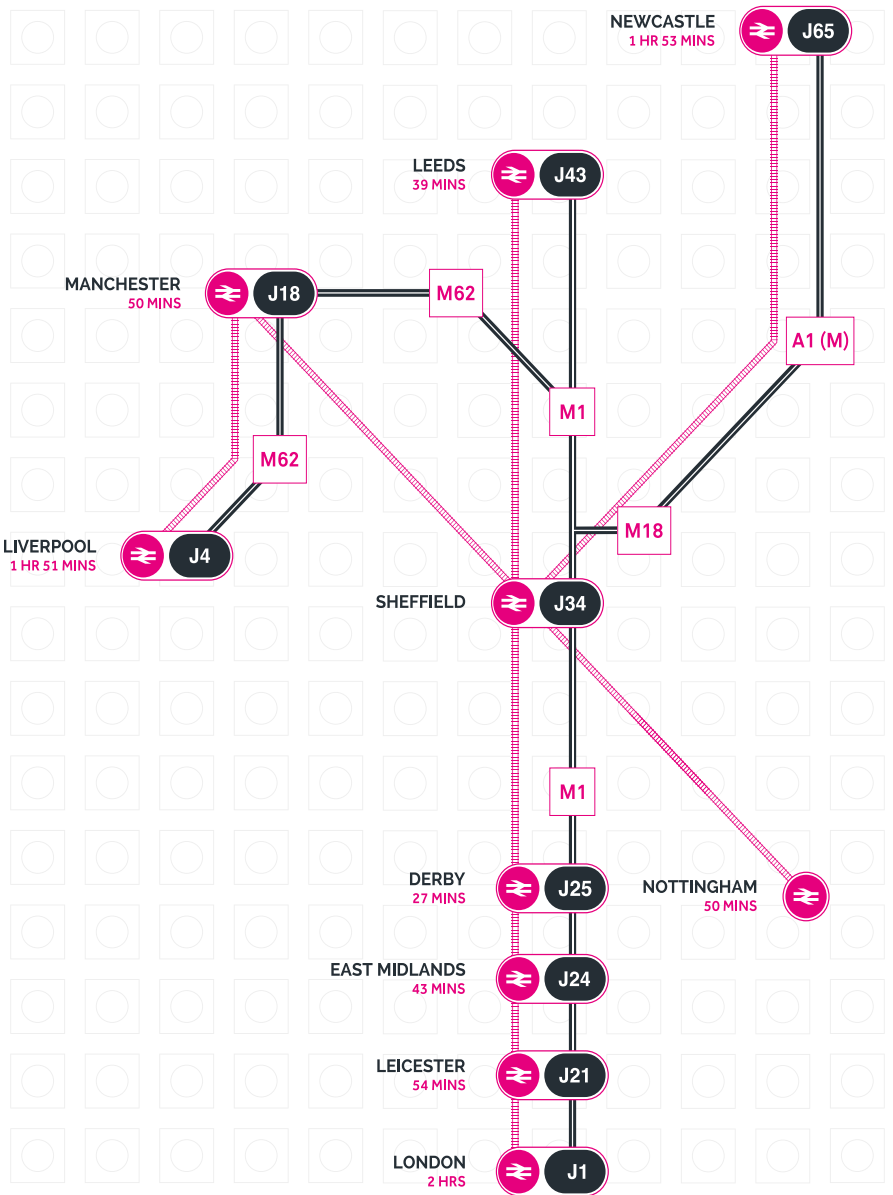 NEWCASTLE
1 HR 53 MINS
J65
LEEDS
39 MINS
J43
MANCHESTER
50 MINS
J18
M62
A1 (M)
M1
M62
M18
LIVERPOOL
1 HR 51 MINS
J4
SHEFFIELD
J34
M1
DERBY
27 MINS
J25
NOTTINGHAM
50 MINS
EAST MIDLANDS
43 MINS
J24
LEICESTER
54 MINS
J21
LONDON
2 HRS
J1